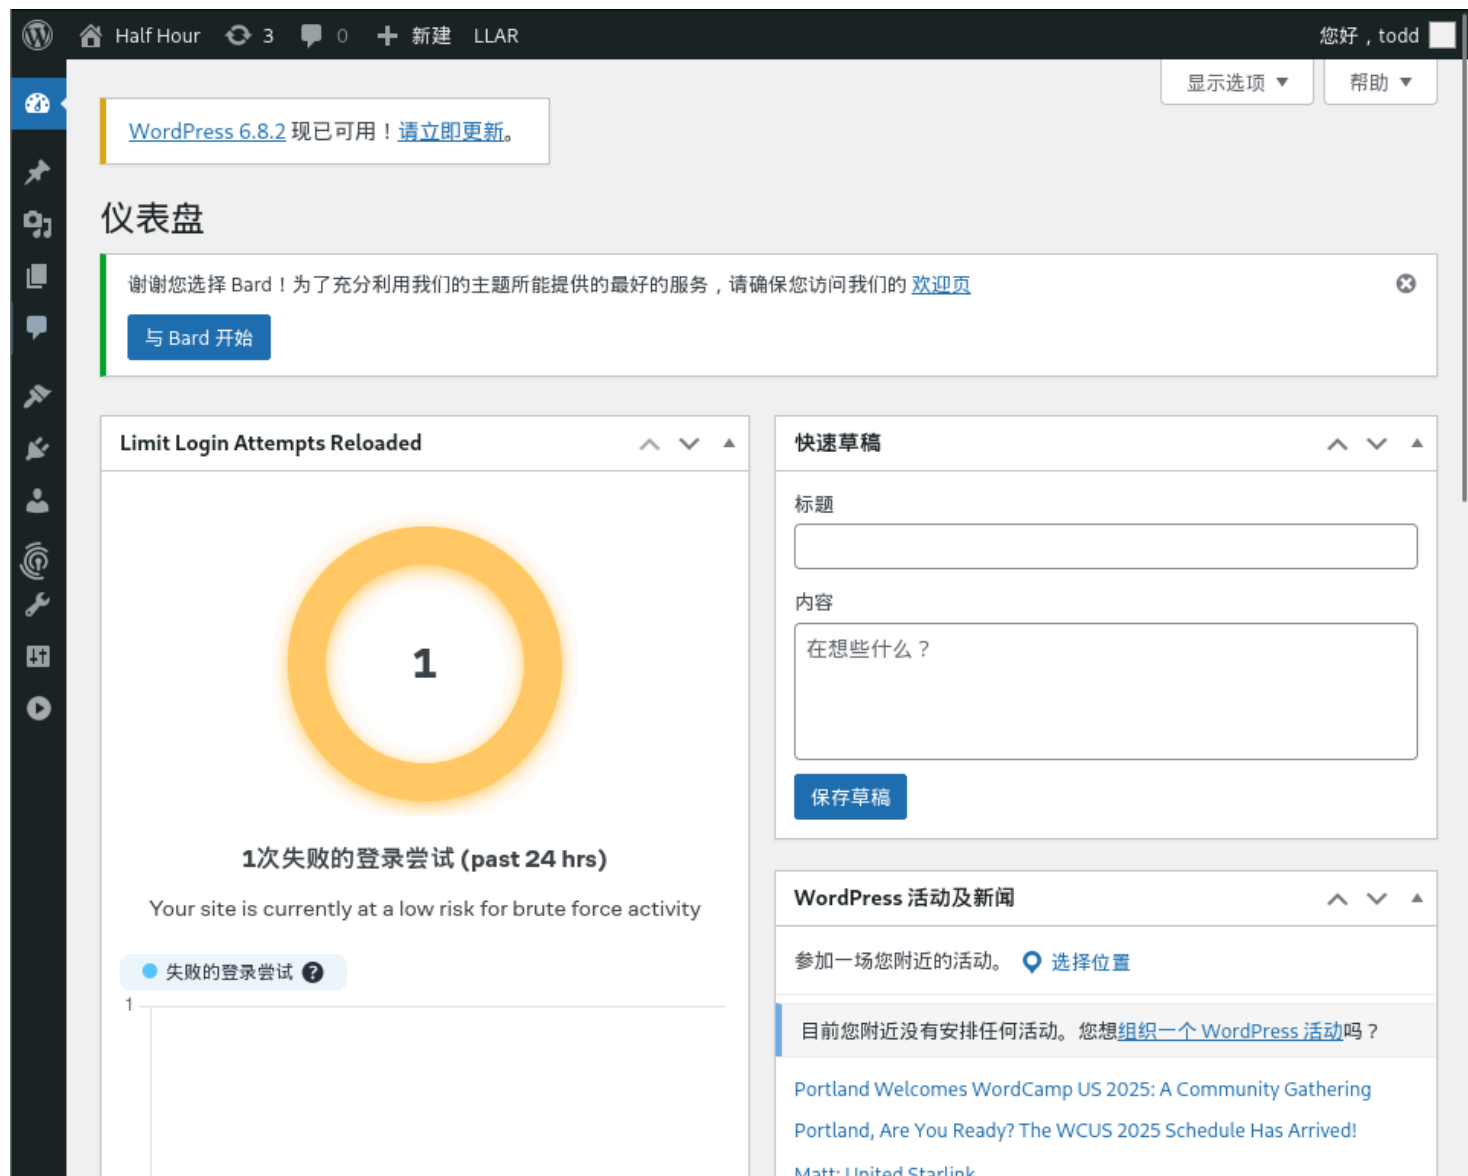 Half Hour 3 0 新建 LLAR 您好，todd
显示选项 帮助
WordPress 6.8.2 现已可用！请立即更新。
仪表盘
谢谢您选择 Bard！为了充分利用我们的主题所能提供的最好的服务，请确保您访问我们的 欢迎页
与 Bard 开始
Limit Login Attempts Reloaded
1
1次失败的登录尝试 (past 24 hrs)
Your site is currently at a low risk for brute force activity
失败的登录尝试 ?
1
快速草稿
标题
内容
在想些什么？
保存草稿
WordPress 活动及新闻
参加一场您附近的活动。 选择位置
目前您附近没有安排任何活动。您想组织一个 WordPress 活动吗？
Portland Welcomes WordCamp US 2025: A Community Gathering
Portland, Are You Ready? The WCUS 2025 Schedule Has Arrived!
Matt: United Starlink